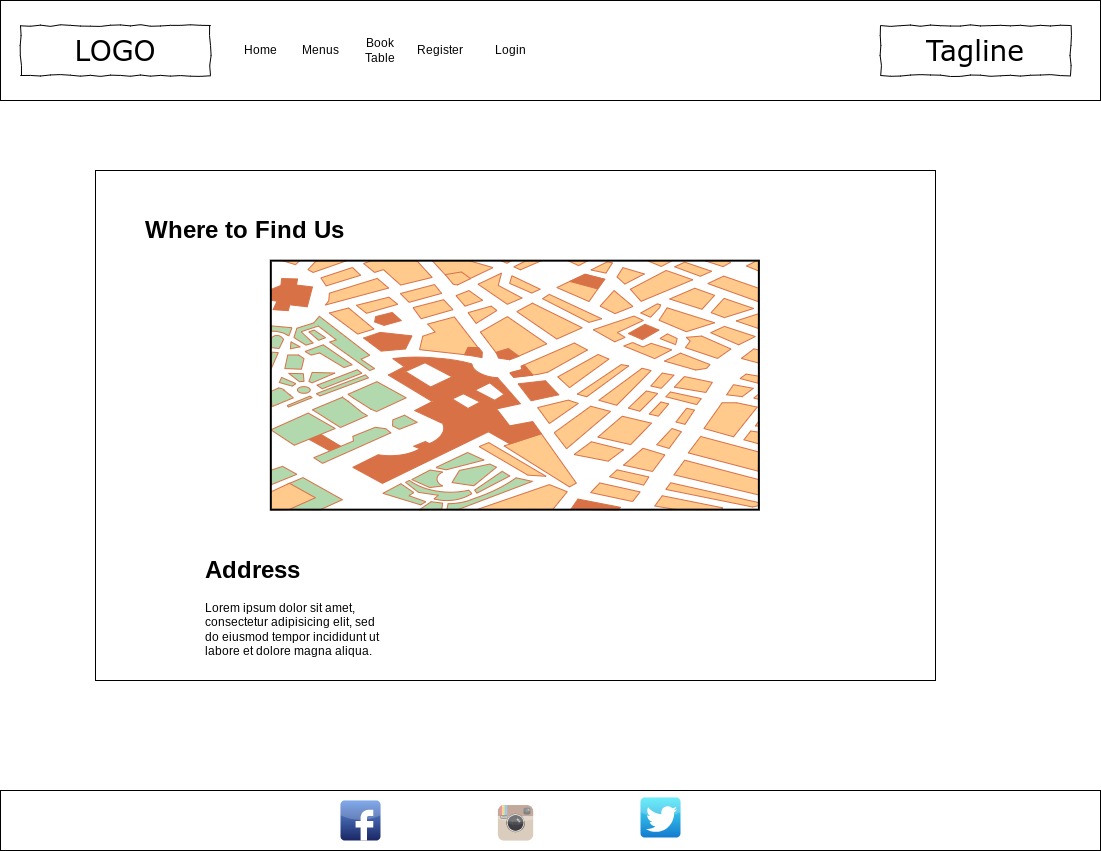 LOGO
Home
Menus
Book
Table
Register
Login
Tagline
Where to Find Us
Address
Lorem ipsum dolor sit amet,
consectetur adipisicing elit, sed
do eiusmod tempor incididunt ut
labore et dolore magna aliqua.